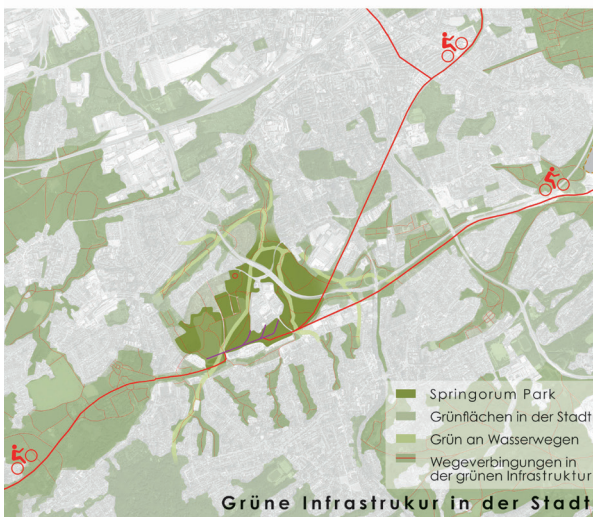 Springorum Park
Grünflächen in der Stadt
Grün an Wasserwegen
Wegeverbingungen in
der grünen Infrastruktur
Grüne Infrastrukur in der Stadt